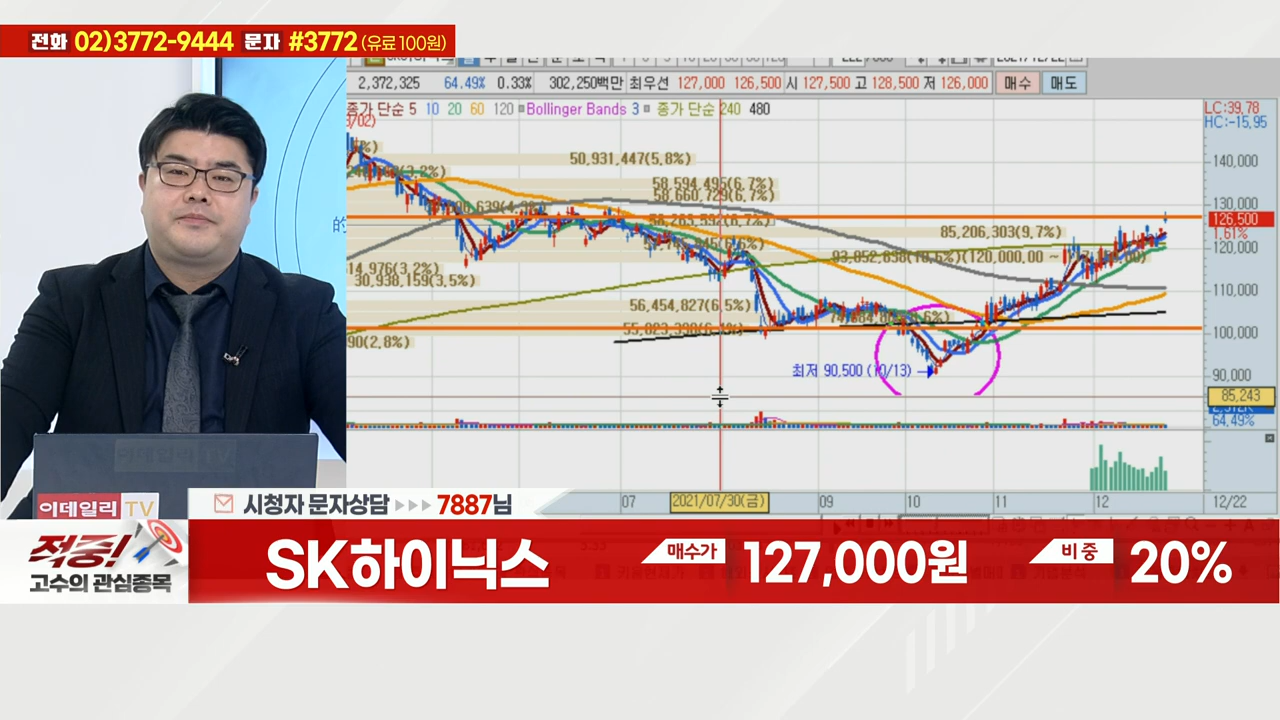 전화 02)3772-9444 문자 #3772 (유료 100원)
2,372,325 64.49% 0.33% 302,250백만 최우선 127,000 126,500 시 127,500 고 128,500 저 126,000 매수 매도
종가 단순 5 10 20 60 120 Bollinger Bands 3 종가 단순 240 480
LC:39,78
HC:-15,95
50,931,447(5,8%)
140,000
58,594,495(6,7%)
58,660,729(6,7%)
130,000
126,500
1,61%
85,206,303(9,7%)
120,000
30,938,159(3,5%)
110,000
56,454,827(6,5%)
100,000
90(2,8%)
최저 90,500 (10/13)
90,000
85,243
64,49%
07 2021/07/30(금) 09 10 11 12 12/22
이데일리 TV
시청자 문자상담 7887님
적중!
고수의 관심종목
SK하이닉스 매수가 127,000원 비중 20%